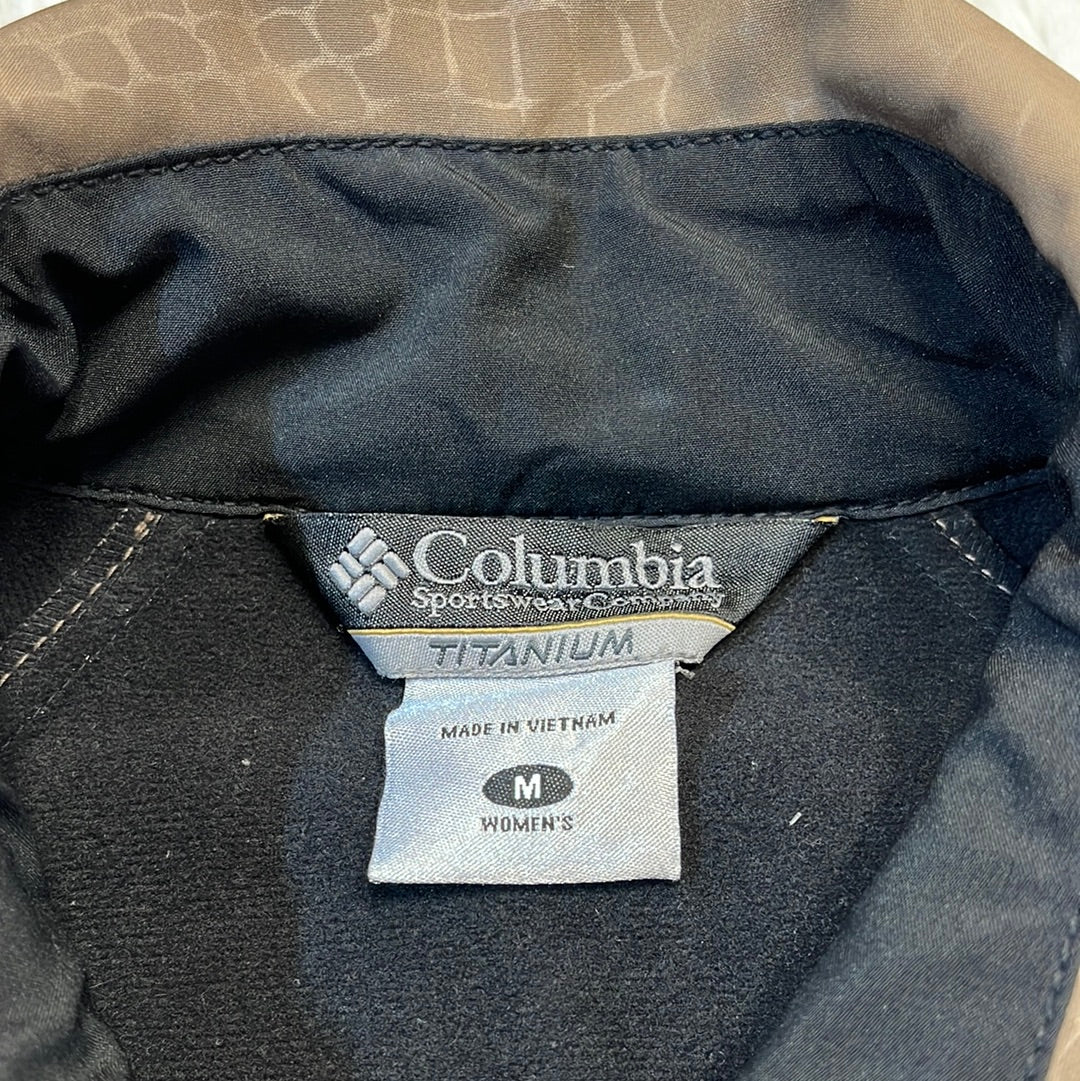 Columbia
Sportswear Company
TITANIUM
MADE IN VIETNAM
M
WOMEN'S